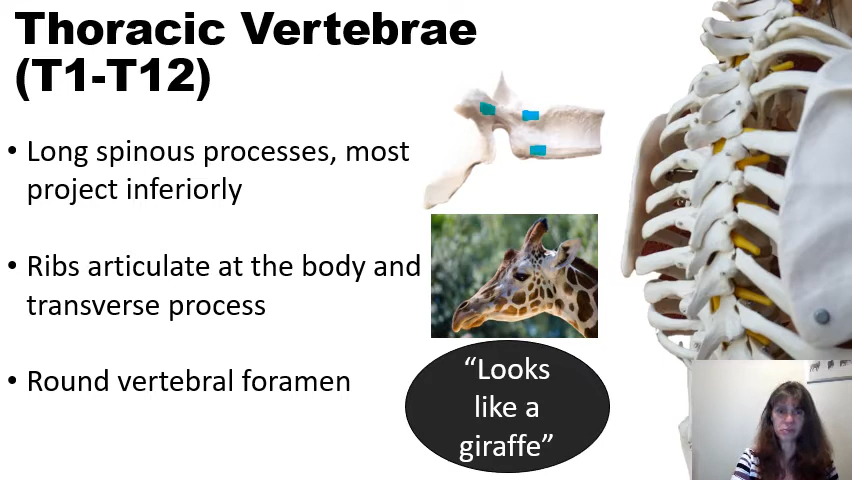 Thoracic Vertebrae
(T1-T12)
• Long spinous processes, most
project inferiorly
• Ribs articulate at the body and
transverse process
• Round vertebral foramen
“Looks
like a
giraffe”